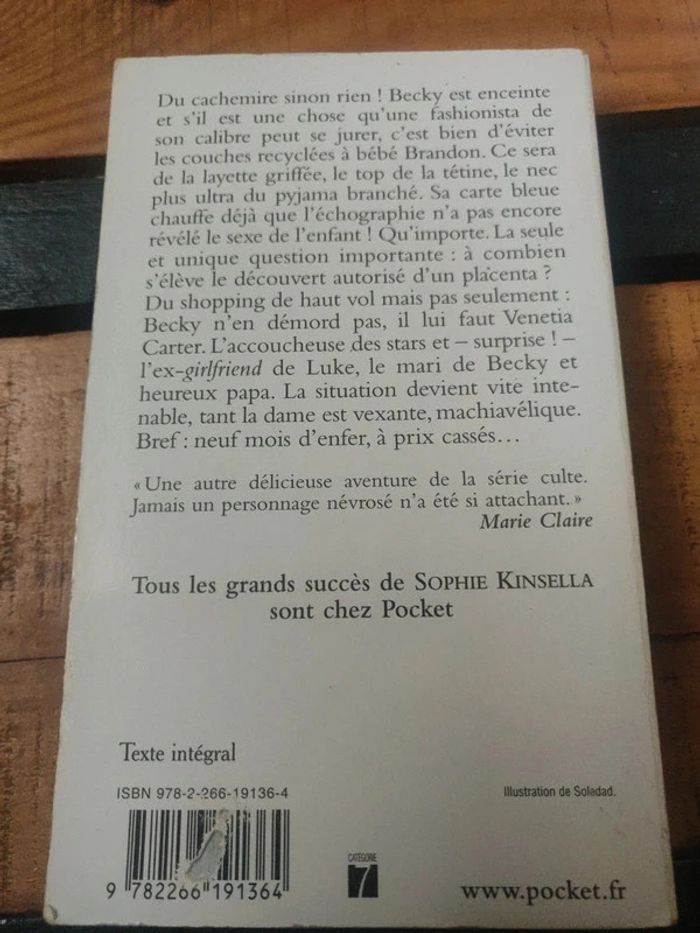 Du cachemire sinon rien ! Becky est enceinte
et s'il est une chose qu'une fashionista de
son calibre peut se jurer, c'est bien d'éviter
les couches recyclées à bébé Brandon. Ce sera
de la layette griffée, le top de la tétine, le nec
plus ultra du pyjama branché. Sa carte bleue
chauffe déjà que l'échographie n'a pas encore
révélé le sexe de l'enfant ! Qu'importe. La seule
et unique question importante : à combien
s'élève le découvert autorisé d'un placenta ?
Du shopping de haut vol mais pas seulement :
Becky n'en démord pas, il lui faut Venetia
Carter. L'accoucheuse des stars et – surprise ! –
l'ex-girlfriend de Luke, le mari de Becky et
heureux papa. La situation devient vite inte-
nable, tant la dame est vexante, machiavélique.
Bref : neuf mois d'enfer, à prix cassés…
« Une autre délicieuse aventure de la série culte.
Jamais un personnage névrosé n'a été si attachant. »
Marie Claire
Tous les grands succès de SOPHIE KINSELLA
sont chez Pocket
Texte intégral
ISBN 978-2-266-19136-4
Illustration de Soledad.
9 782266 191364
CATÉGORIE
7
www.pocket.fr